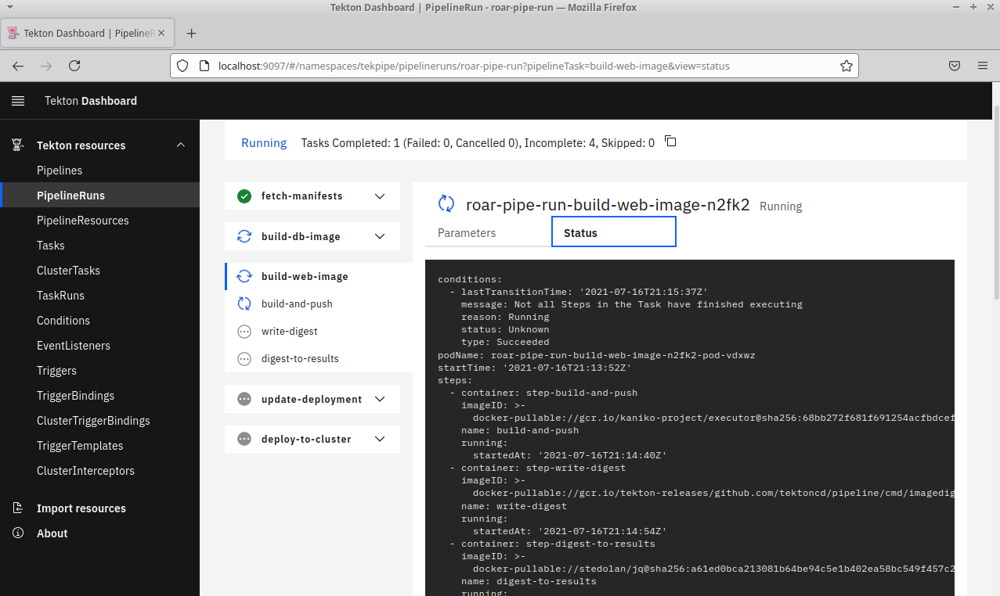 Tekton Dashboard | PipelineRun - roar-pipe-run — Mozilla Firefox
Tekton Dashboard | PipelineR
localhost:9097/#/namespaces/tekpipe/pipelineruns/roar-pipe-run?pipelineTask=build-web-image&view=status
Tekton Dashboard
Tekton resources
Pipelines
PipelineRuns
PipelineResources
Tasks
ClusterTasks
TaskRuns
Conditions
EventListeners
Triggers
TriggerBindings
ClusterTriggerBindings
TriggerTemplates
ClusterInterceptors
Import resources
About
Running Tasks Completed: 1 (Failed: 0, Cancelled 0), Incomplete: 4, Skipped: 0
fetch-manifests
build-db-image
build-web-image
build-and-push
write-digest
digest-to-results
update-deployment
deploy-to-cluster
roar-pipe-run-build-web-image-n2fk2 Running
Parameters Status
conditions:
- lastTransitionTime: '2021-07-16T21:15:37Z'
message: Not all Steps in the Task have finished executing
reason: Running
status: Unknown
type: Succeeded
podName: roar-pipe-run-build-web-image-n2fk2-pod-vdxwz
startTime: '2021-07-16T21:13:52Z'
steps:
- container: step-build-and-push
imageID: >-
docker-pullable://gcr.io/kaniko-project/executor@sha256:68bb272f681f691254acfbdcef
name: build-and-push
running:
startedAt: '2021-07-16T21:14:40Z'
- container: step-write-digest
imageID: >-
docker-pullable://gcr.io/tekton-releases/github.com/tektoncd/pipeline/cmd/imagedig
name: write-digest
running:
startedAt: '2021-07-16T21:14:54Z'
- container: step-digest-to-results
imageID: >-
docker-pullable://stedolan/jq@sha256:a61ed0bca213081b64be94c5e1b402ea58bc549f457c2
name: digest-to-results
running: